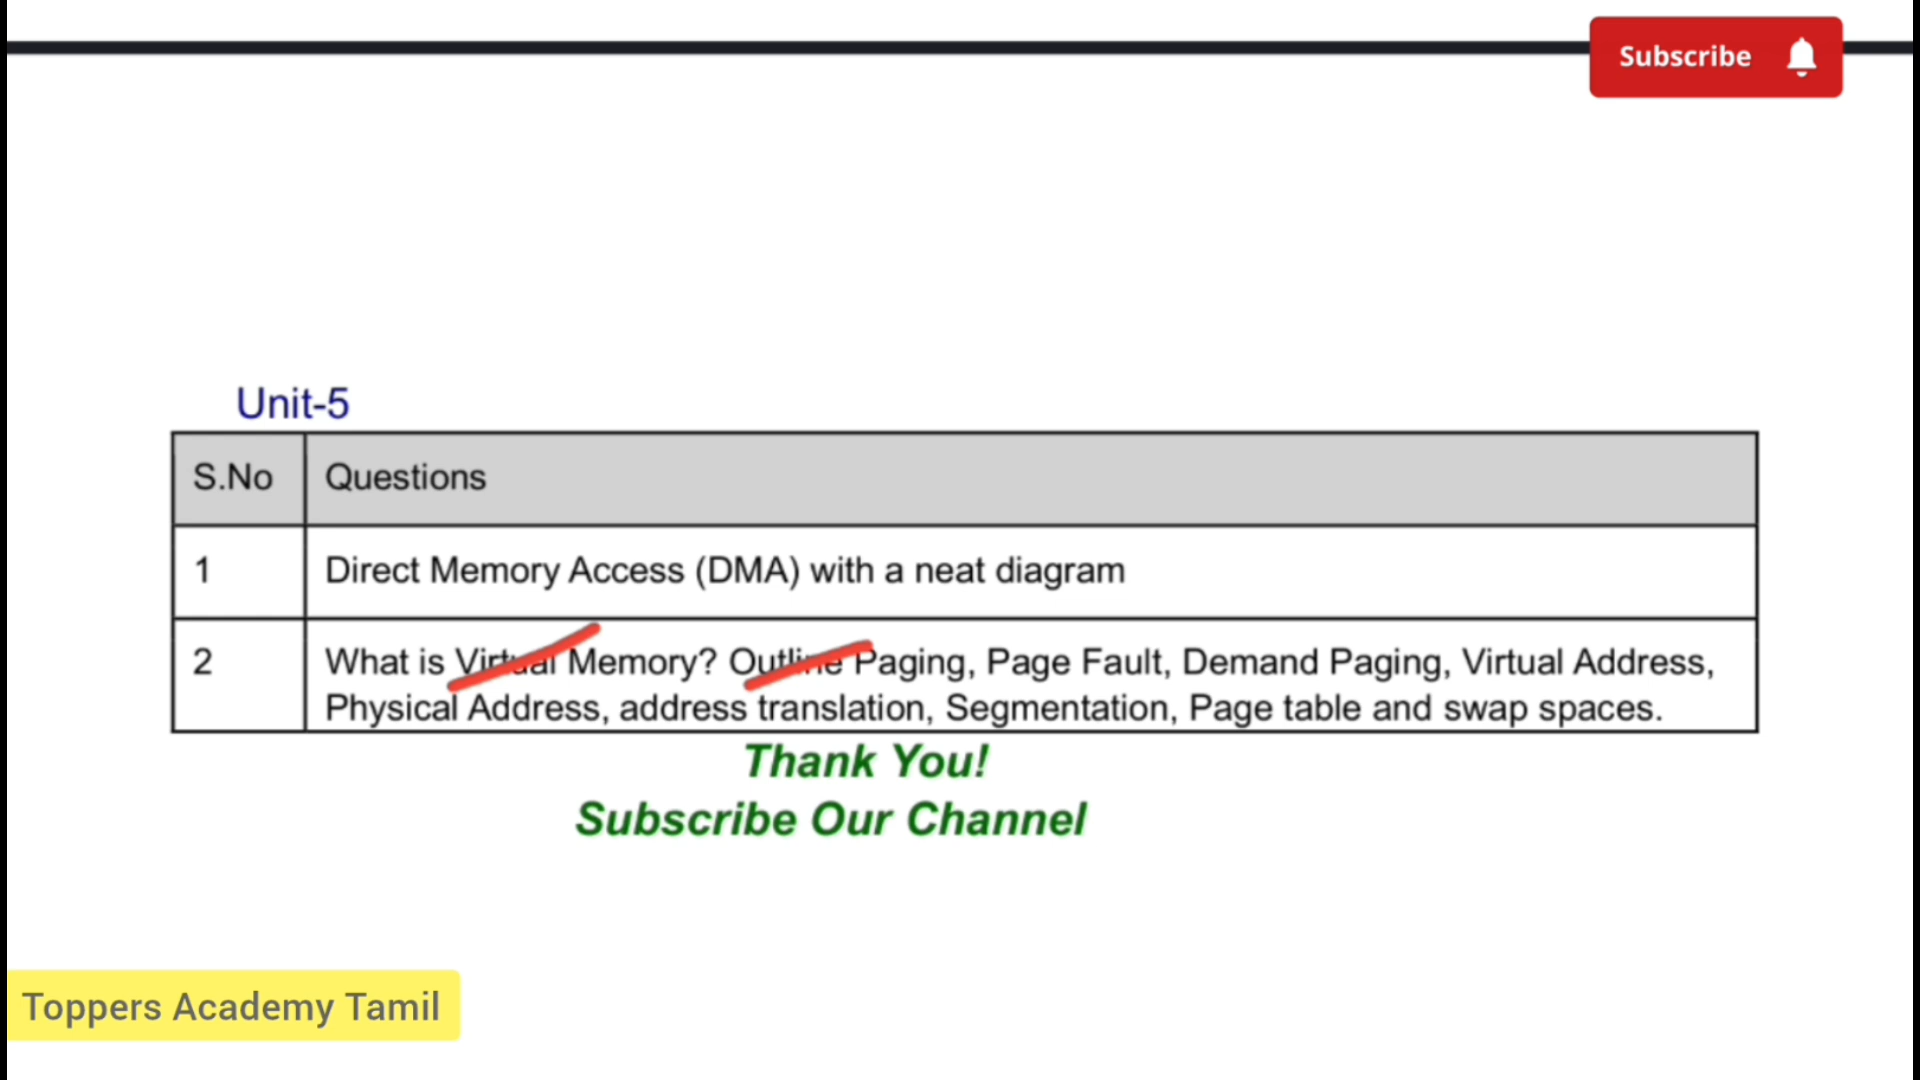 Subscribe
Unit-5
S.No Questions
1 Direct Memory Access (DMA) with a neat diagram
2 What is Virtual Memory? Outline Paging, Page Fault, Demand Paging, Virtual Address,
Physical Address, address translation, Segmentation, Page table and swap spaces.
Thank You!
Subscribe Our Channel
Toppers Academy Tamil